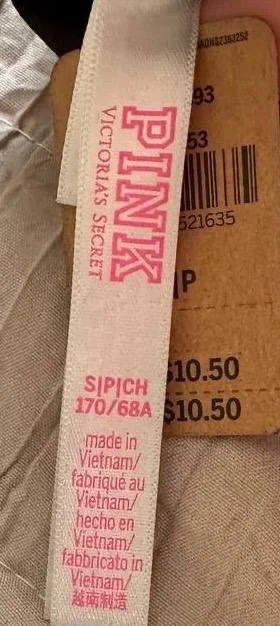 93
53
521635
P
$10.50
$10.50
PINK
VICTORIA'S SECRET
S|P|CH
170/68A
made in
Vietnam/
fabriqué au
Vietnam/
hecho en
Vietnam/
fabbricato in
Vietnam/
越南制造